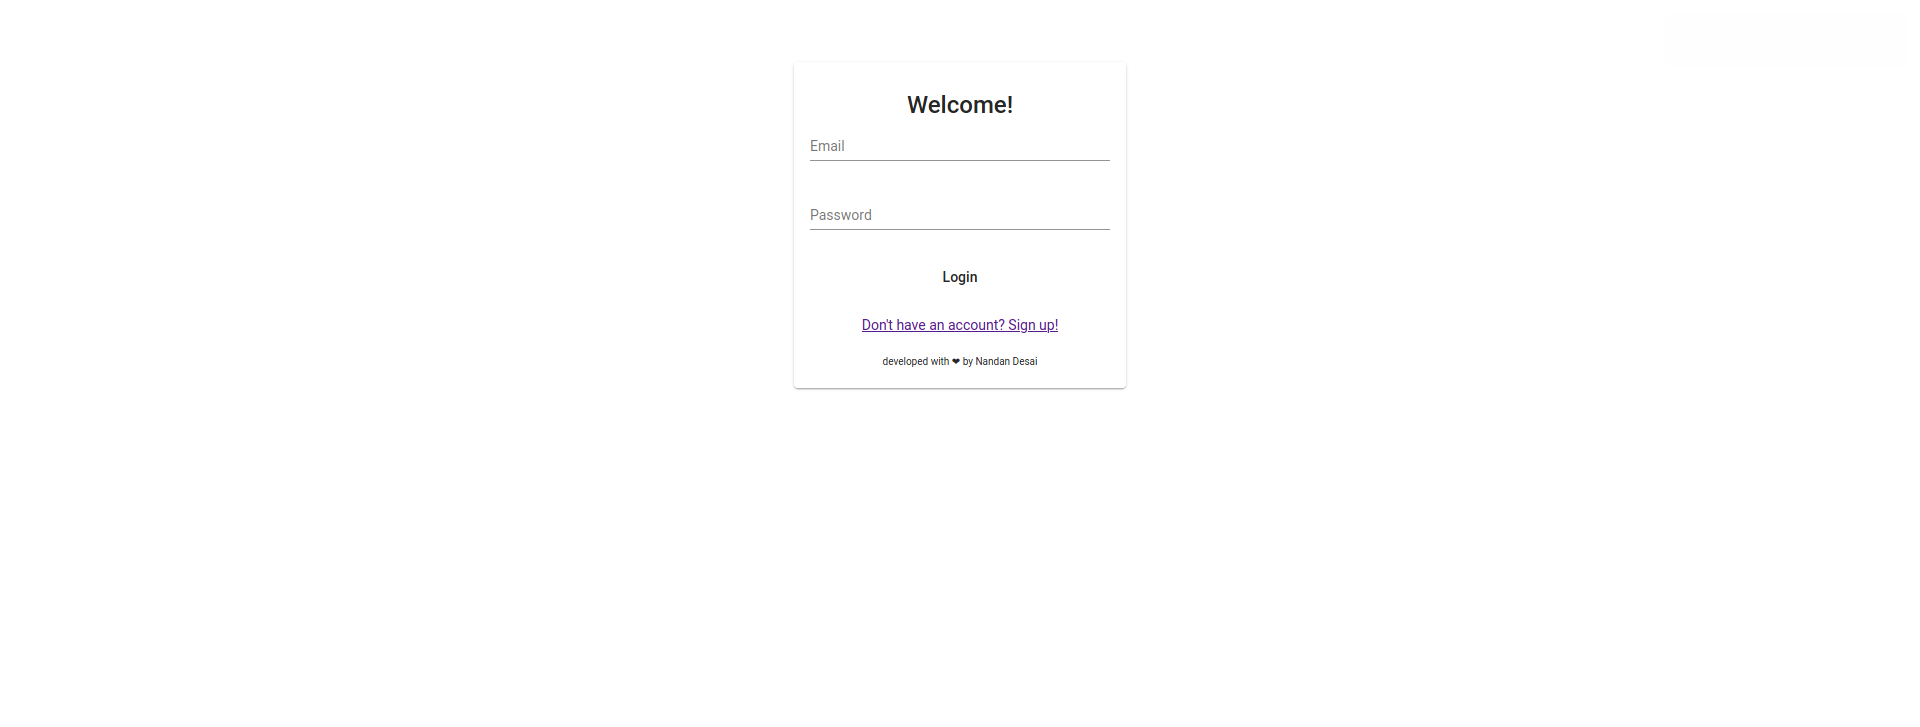 Welcome!
Email
Password
Login
Don't have an account? Sign up!
developed with ❤ by Nandan Desai